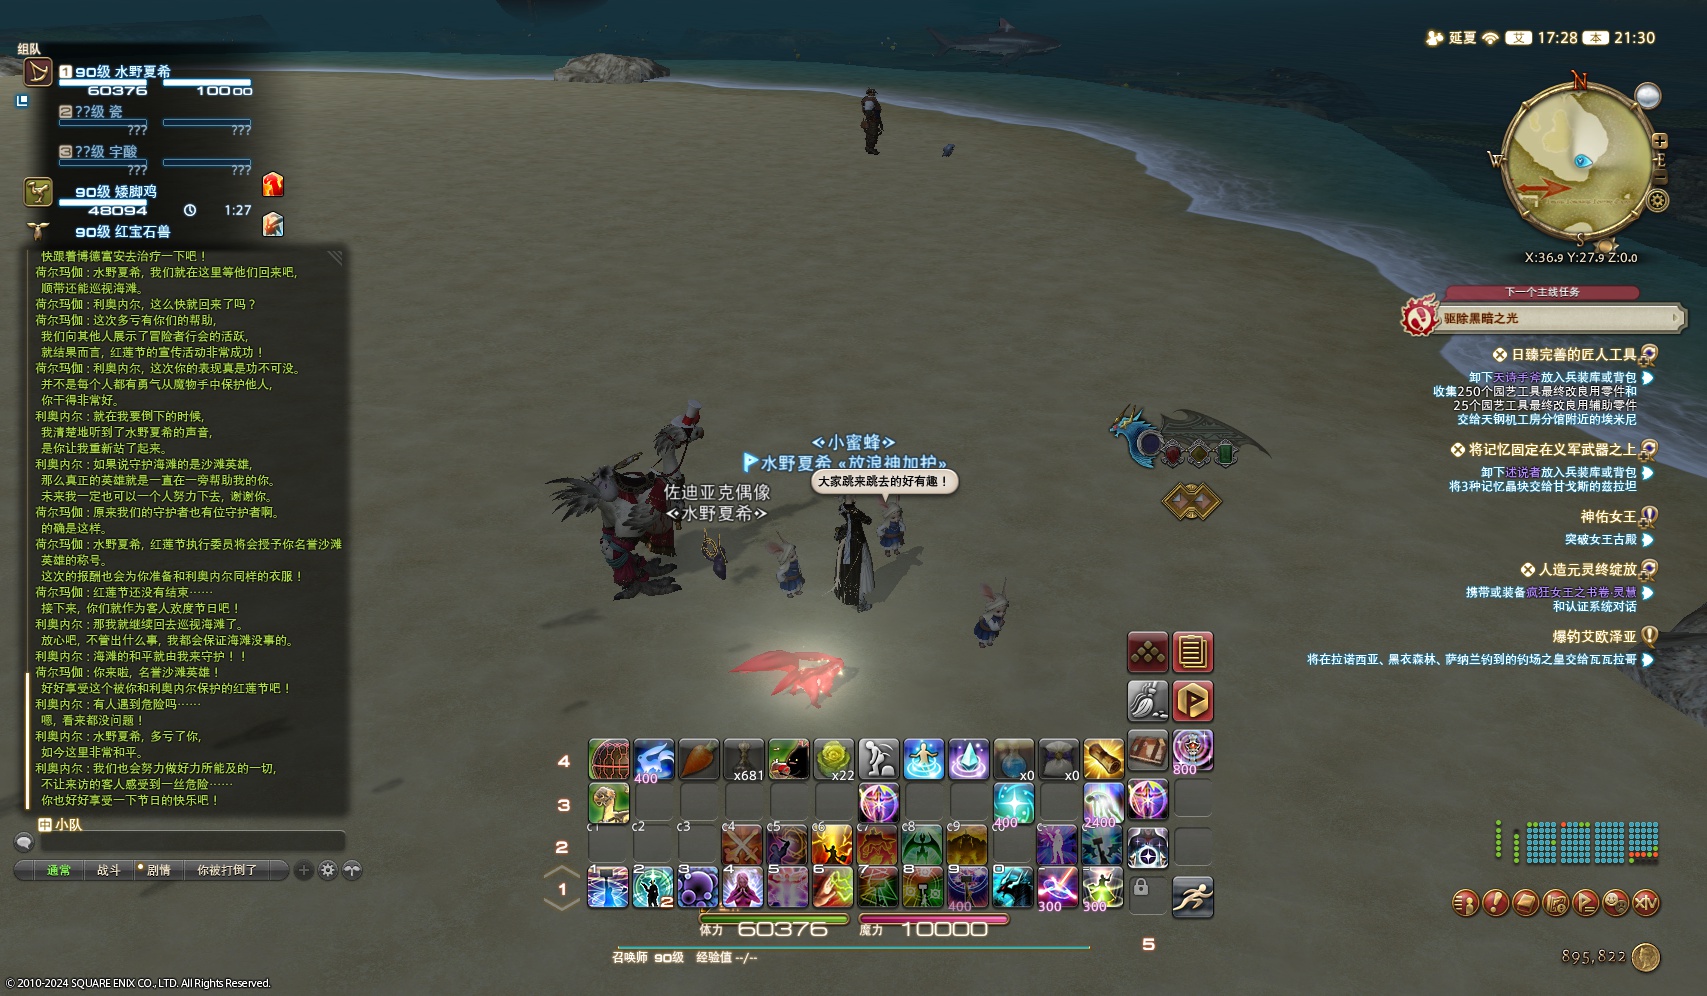 组队
1 90级 水野夏希
60376 10000
2 ??级 瓷
??? ???
3 ??级 宇酸
??? ???
90级 矮脚鸡
48094 1:27
90级 红宝石兽
快跟着博德富安去治疗一下吧！
荷尔玛伽：水野夏希，我们就在这里等他们回来吧，
顺带还能巡视海滩。
荷尔玛伽：利奥内尔，这么快就回来了吗？
荷尔玛伽：这次多亏有你们的帮助，
我们向其他人展示了冒险者行会的活跃，
就结果而言，红莲节的宣传活动非常成功！
荷尔玛伽：利奥内尔，这次你的表现真是功不可没。
并不是每个人都有勇气从魔物手中保护他人，
你干得非常好。
利奥内尔：就在我要倒下的时候，
我清楚地听到了水野夏希的声音，
是你让我重新站了起来。
利奥内尔：如果说守护海滩的是沙滩英雄，
那么真正的英雄就是一直在一旁帮助我的你。
未来我一定也可以一个人努力下去，谢谢你。
荷尔玛伽：原来我们的守护者也有位守护者啊。
的确是这样。
荷尔玛伽：水野夏希，红莲节执行委员将会授予你名誉沙滩
英雄的称号。
这次的报酬也会为你准备和利奥内尔同样的衣服！
荷尔玛伽：红莲节还没有结束……
接下来，你们就作为客人欢度节日吧！
利奥内尔：那我就继续回去巡视海滩了。
放心吧，不管出什么事，我都会保证海滩没事的。
利奥内尔：海滩的和平就由我来守护！！
荷尔玛伽：你来啦，名誉沙滩英雄！
好好享受这个被你和利奥内尔保护的红莲节吧！
利奥内尔：有人遇到危险吗……
嗯，看来都没问题！
利奥内尔：水野夏希，多亏了你，
如今这里非常和平。
利奥内尔：我们也会努力做好力所能及的一切，
不让来访的客人感受到一丝危险……
你也好好享受一下节日的快乐吧！
中 小队
通常 战斗 剧情 你被打倒了
© 2010-2024 SQUARE ENIX CO., LTD. All Rights Reserved.
小蜜蜂
水野夏希 «放浪神加护»
大家跳来跳去的好有趣！
佐迪亚克偶像
水野夏希
延夏 艾 17:28 本 21:30
N
W E
S
X:36.9 Y:27.9 Z:0.0
下一个主线任务
驱除黑暗之光
日臻完善的匠人工具
卸下天诗手斧放入兵装库或背包
收集250个园艺工具最终改良用零件和
25个园艺工具最终改良用辅助零件
交给天钢机工房分馆附近的埃米尼
将记忆固定在义军武器之上
卸下述说者放入兵装库或背包
将3种记忆晶块交给甘戈斯的兹拉坦
神佑女王
突破女王古殿
人造元灵终绽放
携带或装备疯狂女王之书卷·灵慧
和认证系统对话
爆钓艾欧泽亚
将在拉诺西亚、黑衣森林、萨纳兰钓到的钓场之皇交给瓦瓦拉哥
4 400 x681 x22 x0 x0 800
3 400 2400
2 c1 c2 c3 c4 c5 c6 c7 c8 c9 c0
1 1 2 3 4 5 6 7 8 9 0
2 400 300 300
体力 60376 魔力 10000
召唤师 90级 经验值 --/--
5
895,822